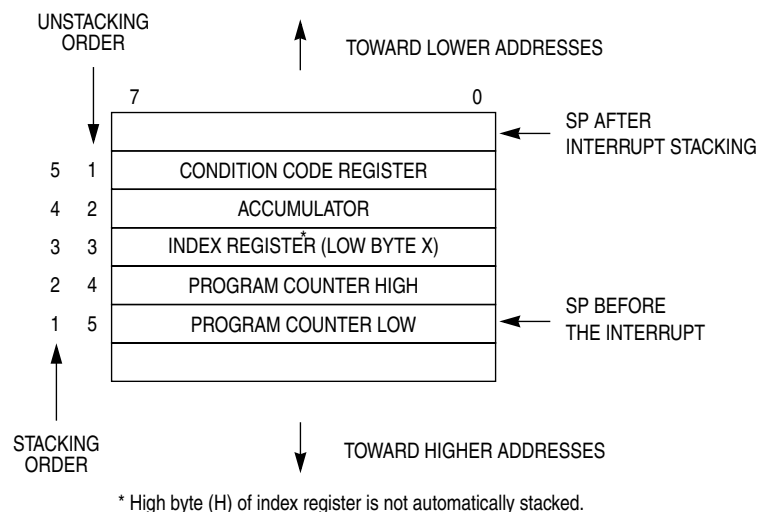 UNSTACKING
ORDER
TOWARD LOWER ADDRESSES
7 0
SP AFTER
INTERRUPT STACKING
5 1 CONDITION CODE REGISTER
4 2 ACCUMULATOR
3 3 INDEX REGISTER (LOW BYTE X)*
2 4 PROGRAM COUNTER HIGH
1 5 PROGRAM COUNTER LOW
SP BEFORE
THE INTERRUPT
STACKING
ORDER
TOWARD HIGHER ADDRESSES
* High byte (H) of index register is not automatically stacked.